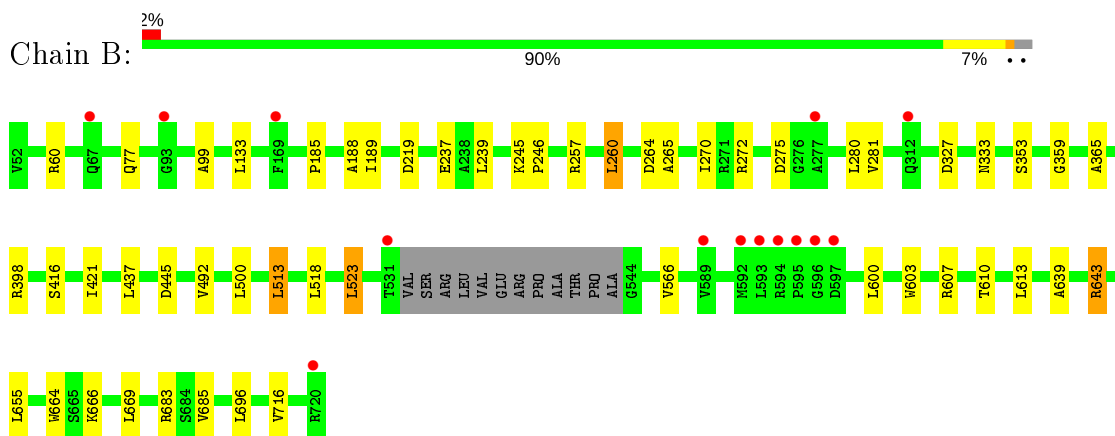 2%
Chain B:
90% 7% • •
V52 R60 Q67 Q77 G93 A99 L133 F169 P185 A188 I189 D219 E237 A238 L239 K245 P246 R257 L260 D264 A265 I270 R271 R272 D275 G276 A277 L280 V281 Q312 D327 N333 S353 G359 A365
R398 S416 I421 L437 D445 V492 L500 L513 L518 L523 T531 VAL SER ARG LEU VAL GLU ARG PRO ALA THR PRO ALA G544 V566 V589 M592 L593 R594 P595 G596 D597 L600 W603 R607 T610 L613 A639 R643
L655 W664 S665 K666 L669 R683 S684 V685 L696 V716 R720